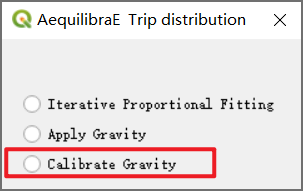 AequilibraE Trip distribution
Iterative Proportional Fitting
Apply Gravity
Calibrate Gravity